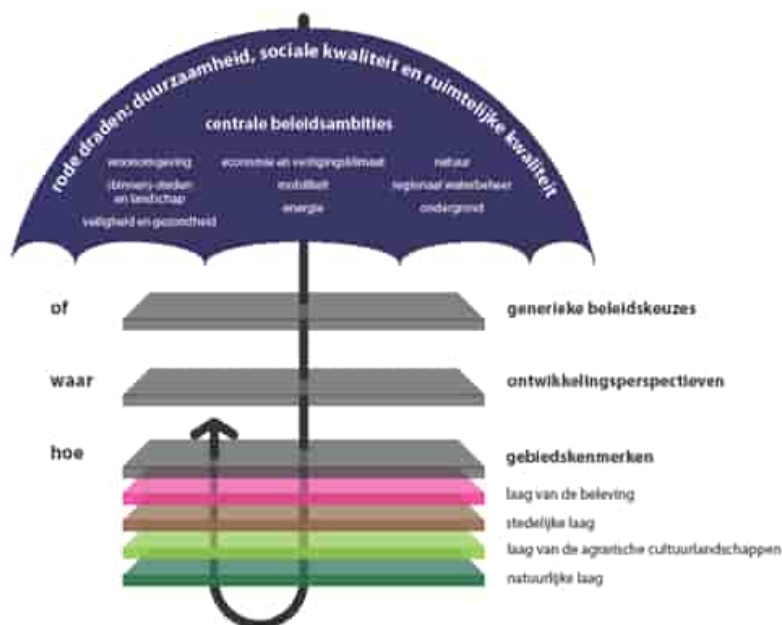 rode draden: duurzaamheid, sociale kwaliteit en ruimtelijke kwaliteit
centrale beleidsambities
woonomgeving
(binnen)-steden
en landschap
veiligheid en gezondheid
economie en vestigingsklimaat
mobiliteit
energie
natuur
regionaal waterbeheer
ondergrond
of
generieke beleidskeuzes
waar
ontwikkelingsperspectieven
hoe
gebiedskenmerken
laag van de beleving
stedelijke laag
laag van de agrarische cultuurlandschappen
natuurlijke laag